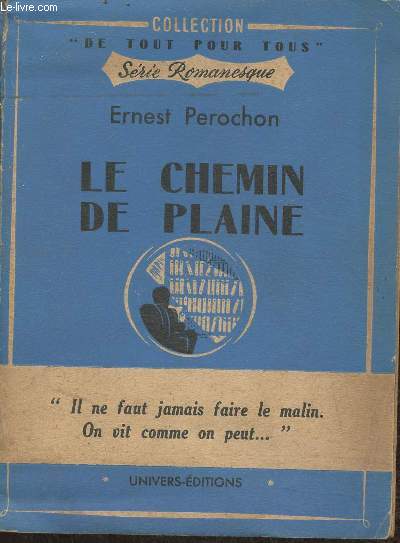 Le-livre.com
COLLECTION
"DE TOUT POUR TOUS"
Série Romanesque
Ernest Perochon
LE CHEMIN
DE PLAINE
" Il ne faut jamais faire le malin.
On vit comme on peut... "
UNIVERS-ÉDITIONS